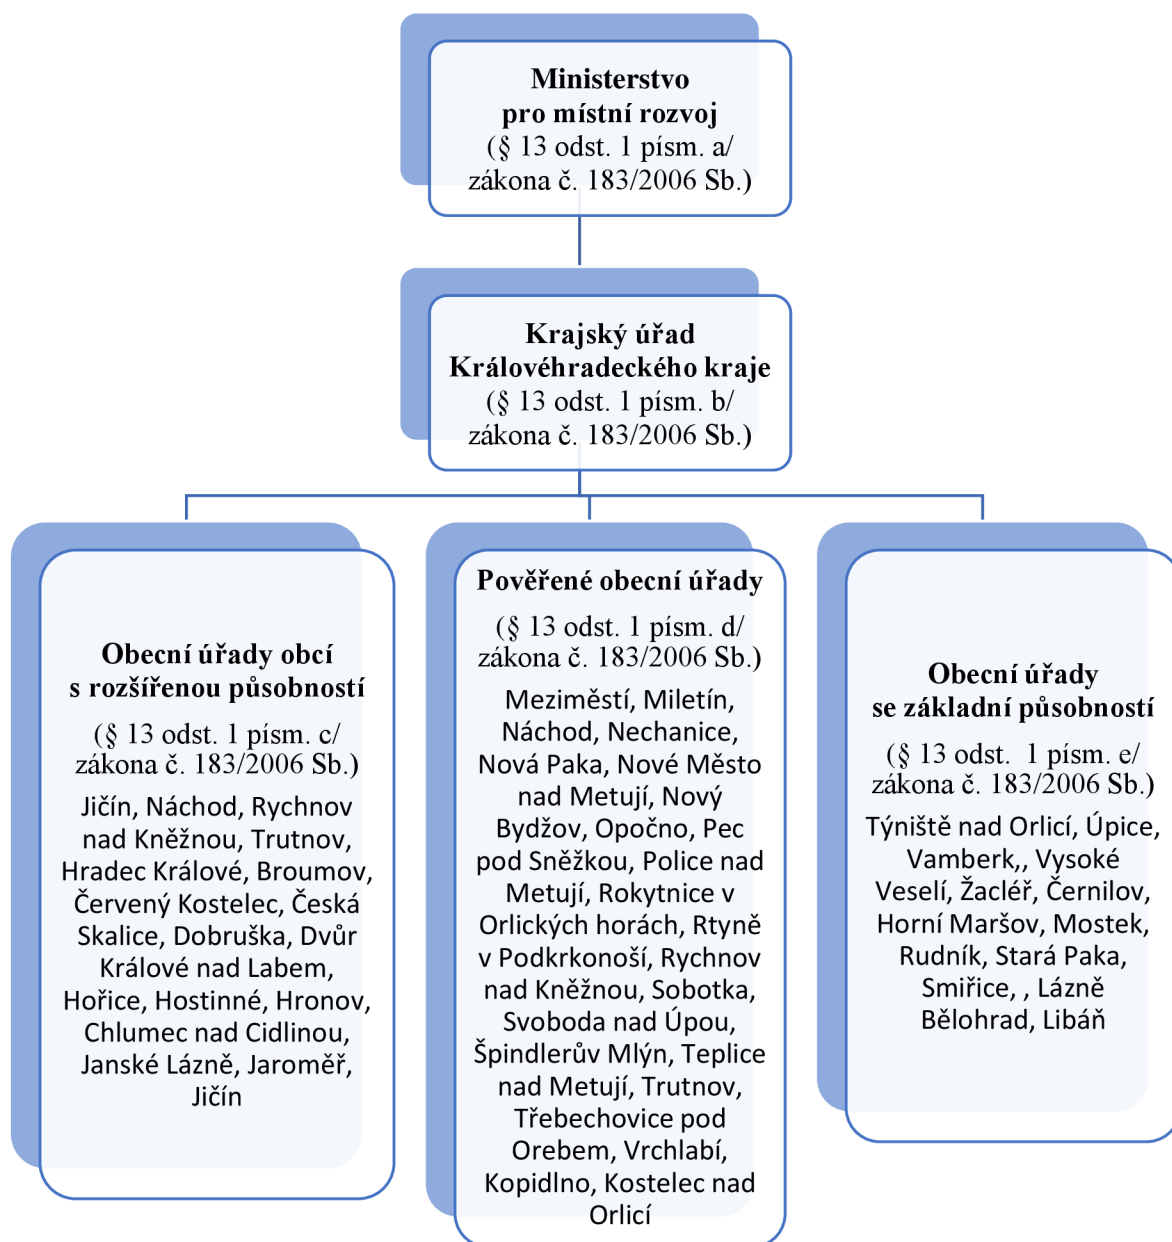 Ministerstvo
pro místní rozvoj
(§ 13 odst. 1 písm. a/
zákona č. 183/2006 Sb.)
Krajský úřad
Královéhradeckého kraje
(§ 13 odst. 1 písm. b/
zákona č. 183/2006 Sb.)
Obecní úřady obcí
s rozšířenou působností
(§ 13 odst. 1 písm. c/
zákona č. 183/2006 Sb.)
Jičín, Náchod, Rychnov
nad Kněžnou, Trutnov,
Hradec Králové, Broumov,
Červený Kostelec, Česká
Skalice, Dobruška, Dvůr
Králové nad Labem,
Hořice, Hostinné, Hronov,
Chlumec nad Cidlinou,
Janské Lázně, Jaroměř,
Jičín
Pověřené obecní úřady
(§ 13 odst. 1 písm. d/
zákona č. 183/2006 Sb.)
Meziměstí, Miletín,
Náchod, Nechanice,
Nová Paka, Nové Město
nad Metují, Nový
Bydžov, Opočno, Pec
pod Sněžkou, Police nad
Metují, Rokytnice v
Orlických horách, Rtyně
v Podkrkonoší, Rychnov
nad Kněžnou, Sobotka,
Svoboda nad Úpou,
Špindlerův Mlýn, Teplice
nad Metují, Trutnov,
Třebechovice pod
Orebem, Vrchlabí,
Kopidlno, Kostelec nad
Orlicí
Obecní úřady
se základní působností
(§ 13 odst.  1 písm. e/
zákona č. 183/2006 Sb.)
Týniště nad Orlicí, Úpice,
Vamberk,, Vysoké
Veselí, Žacléř, Černilov,
Horní Maršov, Mostek,
Rudník, Stará Paka,
Smiřice, , Lázně
Bělohrad, Libáň